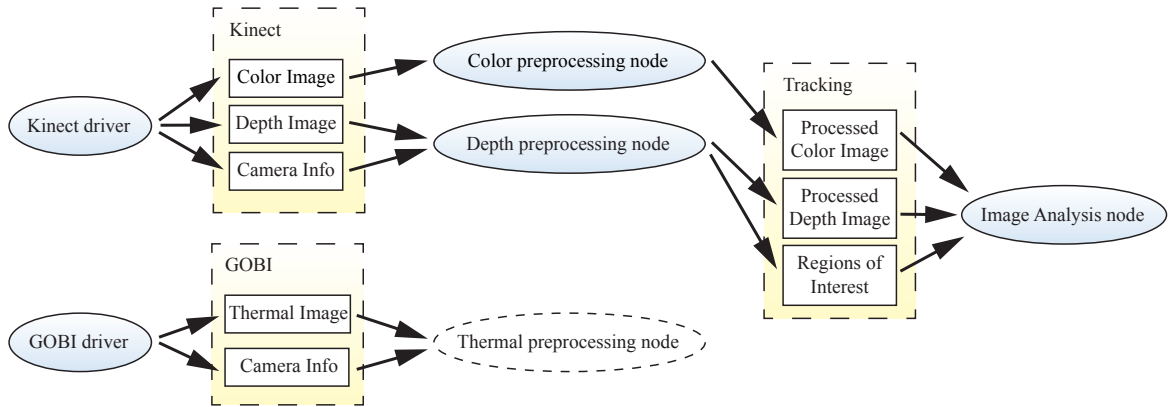 Kinect
Color Image
Color preprocessing node
Tracking
Kinect driver
Depth Image
Processed
Color Image
Depth preprocessing node
Camera Info
Processed
Depth Image
Image Analysis node
GOBI
Regions of
Interest
Thermal Image
GOBI driver
Thermal preprocessing node
Camera Info